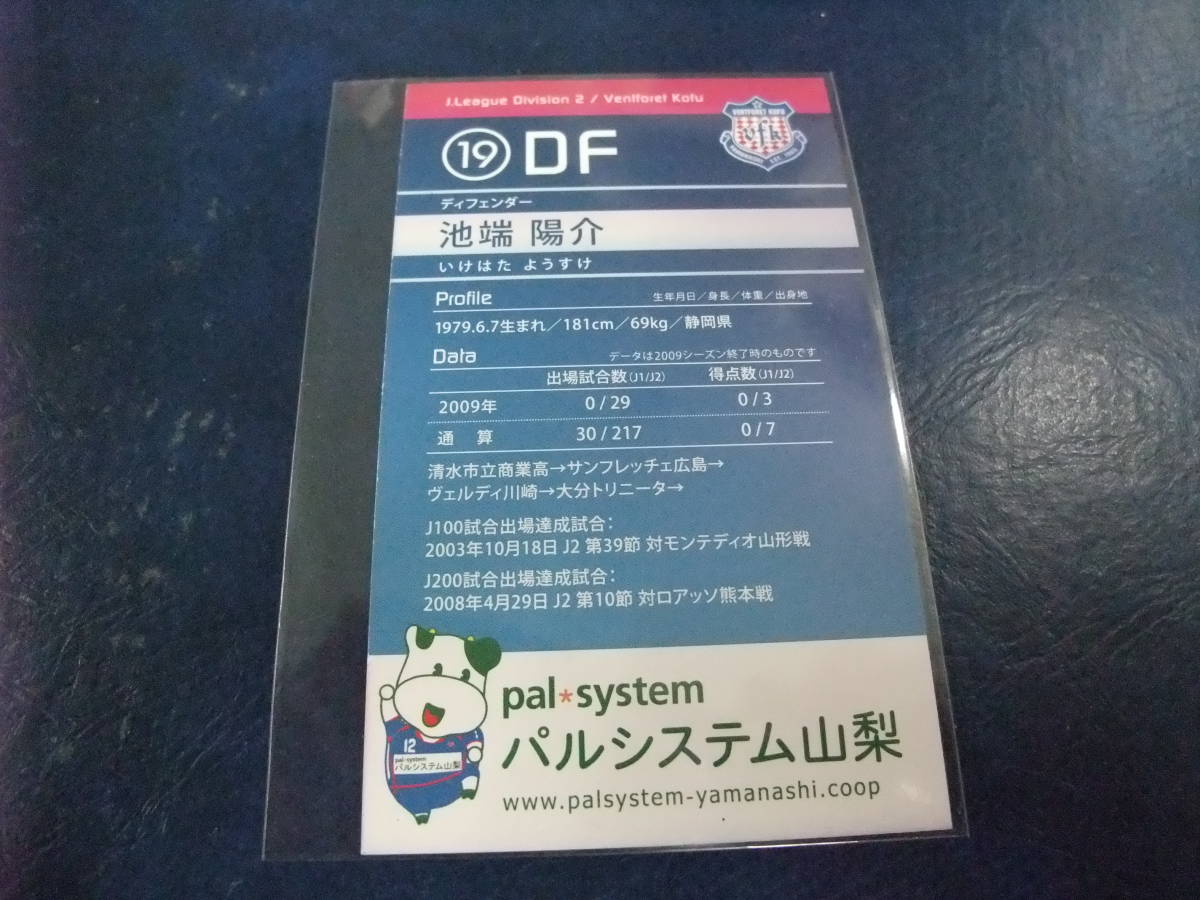 J.League Division 2 / Ventforet Kofu
VENTFORET KOFU
vfk
19 DF
ディフェンダー
池端 陽介
いけはた ようすけ
Profile 生年月日／身長／体重／出身地
1979.6.7生まれ／181cm／69kg／静岡県
Data データは2009シーズン終了時のものです
出場試合数(J1/J2) 得点数(J1/J2)
2009年 0 / 29 0 / 3
通 算 30 / 217 0 / 7
清水市立商業高→サンフレッチェ広島→
ヴェルディ川崎→大分トリニータ→
J100試合出場達成試合：
2003年10月18日 J2 第39節 対モンテディオ山形戦
J200試合出場達成試合：
2008年4月29日 J2 第10節 対ロアッソ熊本戦
pal*system
パルシステム山梨
www.palsystem-yamanashi.coop
12
pal*system
パルシステム山梨